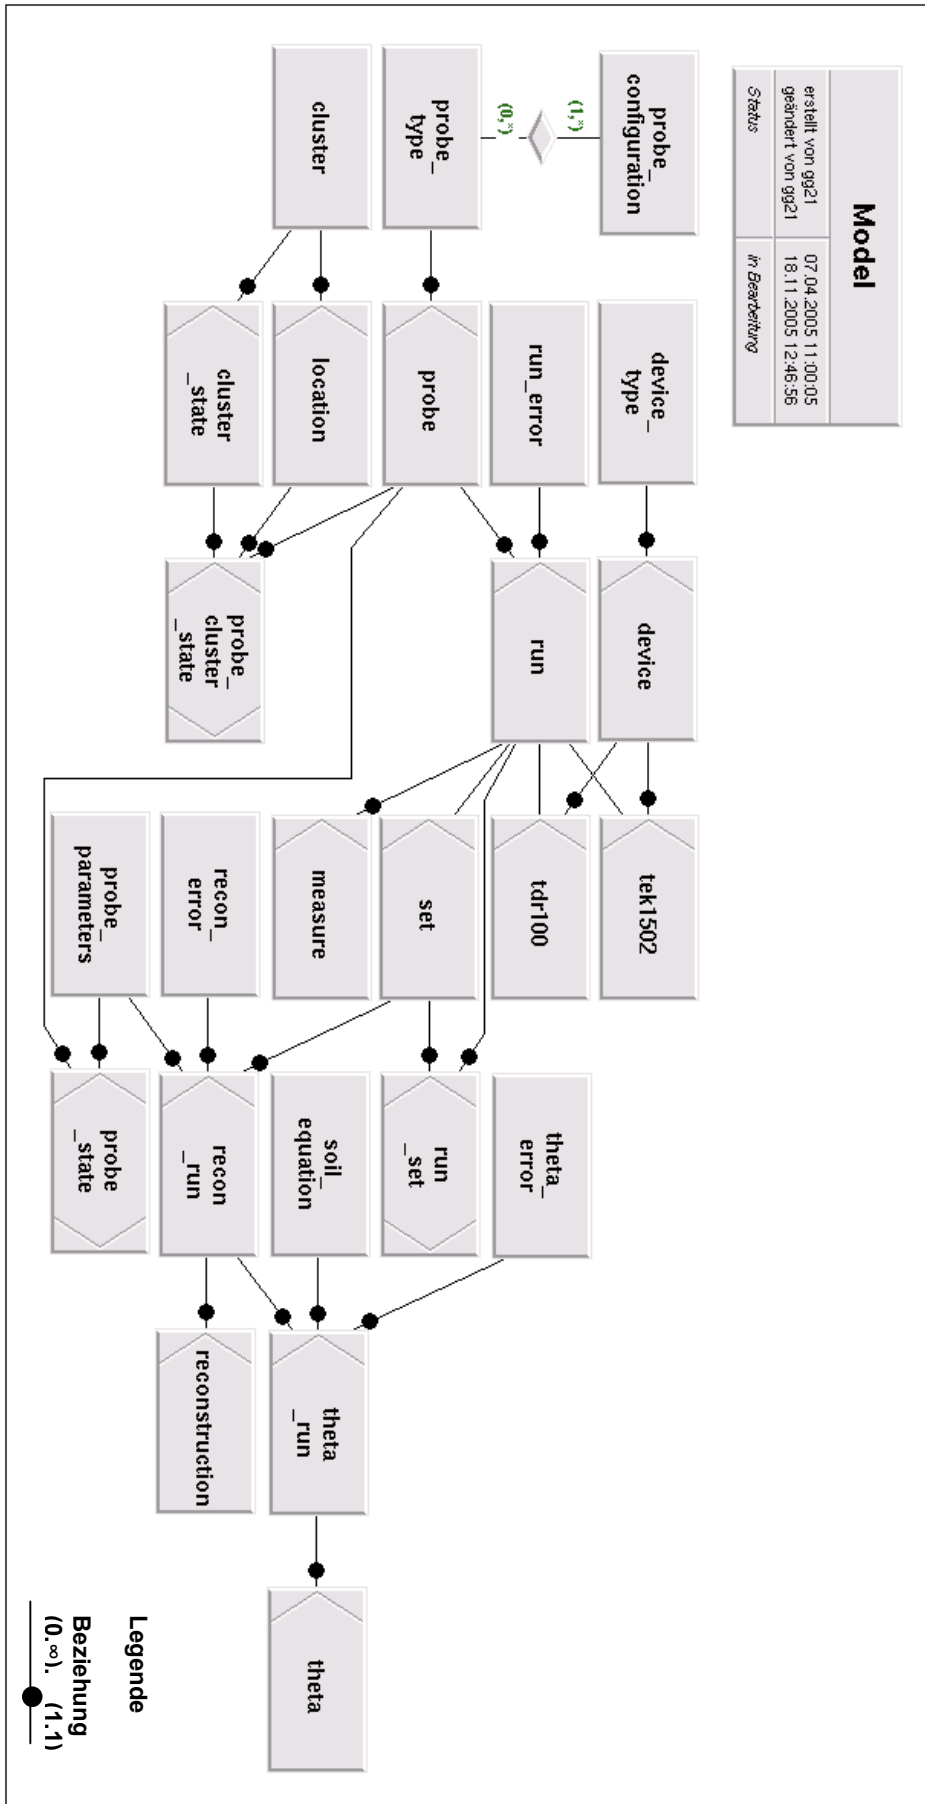 Model
erstellt von gg21 07.04.2005 11:00:05
geändert von gg21 18.11.2005 12:46:56
Status in Bearbeitung
probe_
configuration
(1,*)
(0,*)
probe_
type
cluster
device_
type
run_error
probe
location
cluster
_state
device
run
probe_
cluster
_state
tek1502
tdr100
set
measure
recon_
error
probe_
parameters
theta_
error
run
_set
soil_
equation
recon
_run
probe
_state
theta
_run
reconstruction
theta
Legende
Beziehung
(0.∞). (1.1)